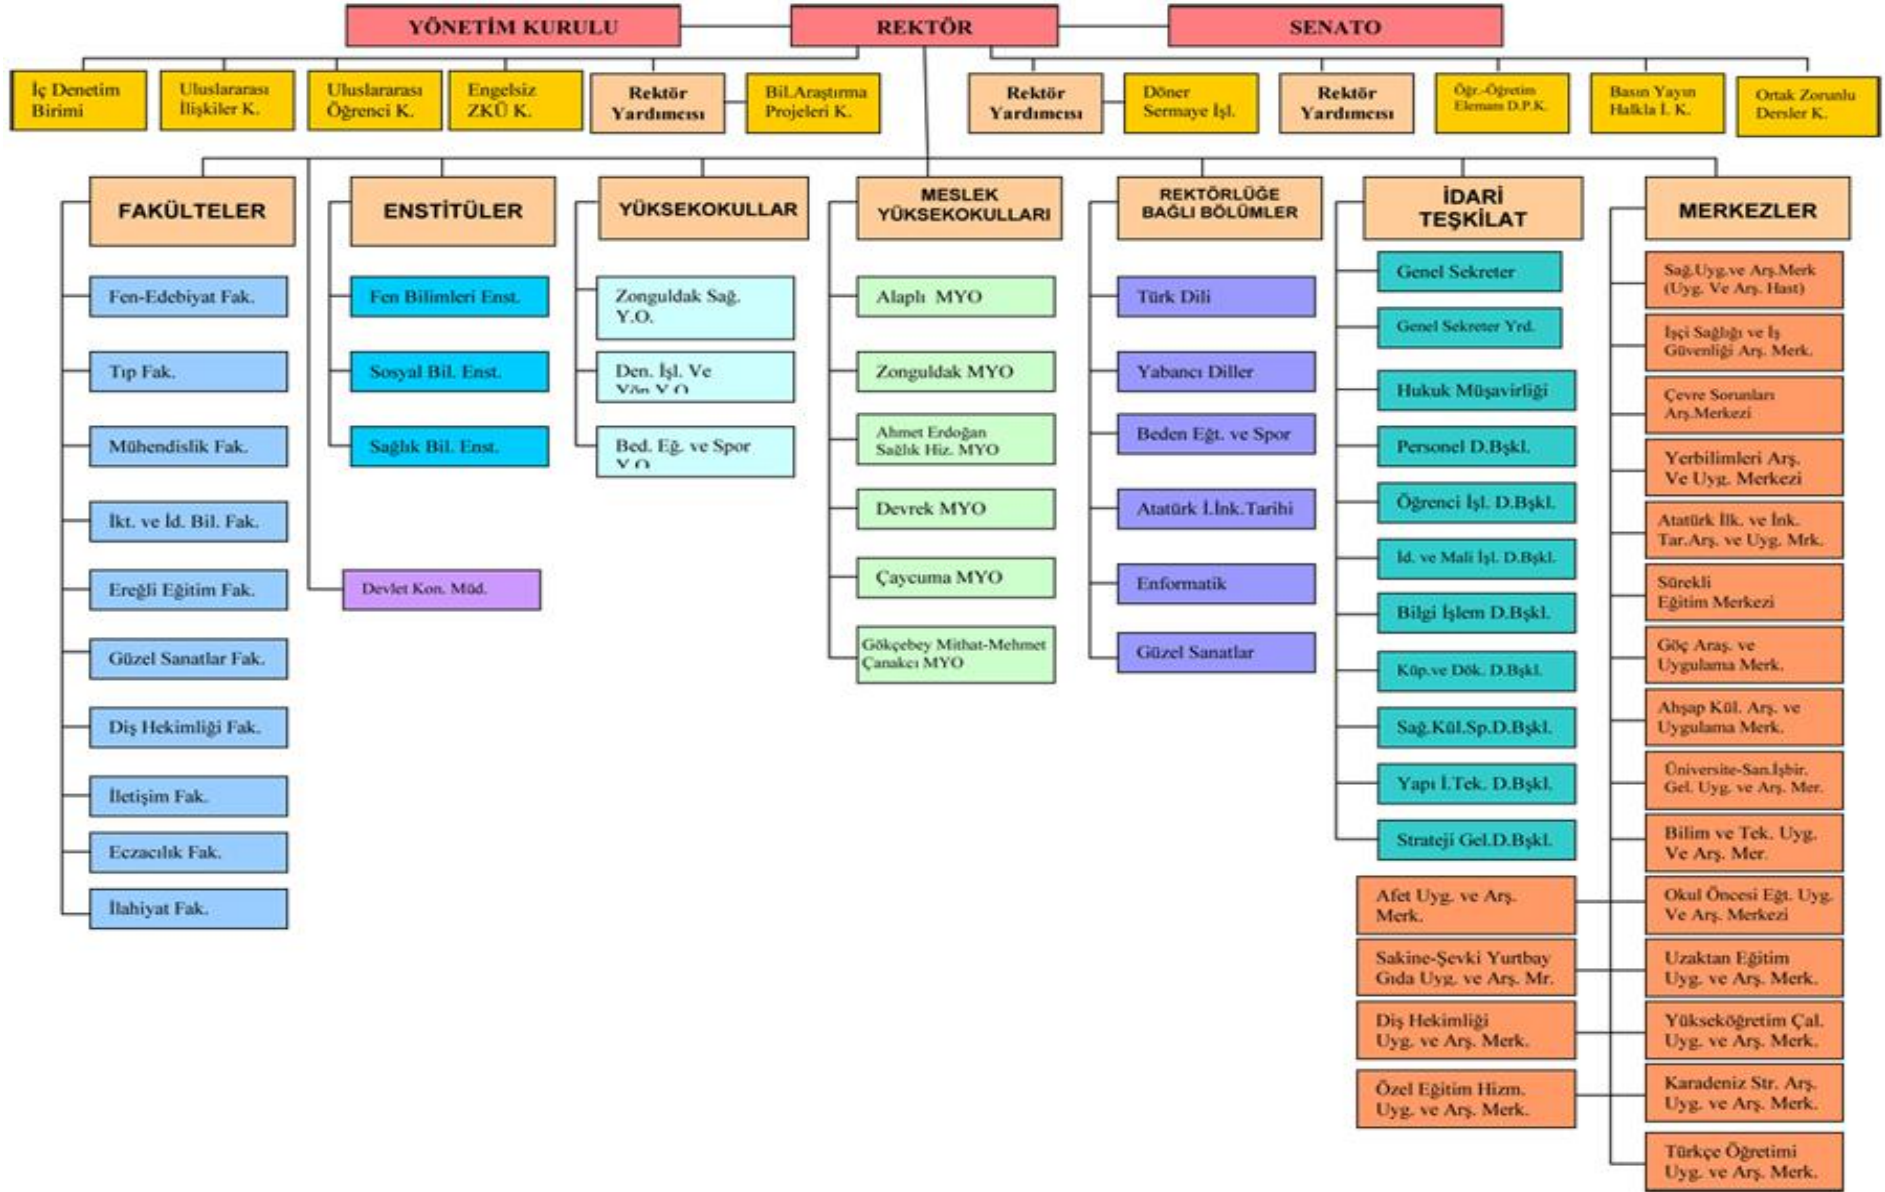 YÖNETİM KURULU
REKTÖR
SENATO
İç Denetim
Birimi
Uluslararası
İlişkiler K.
Uluslararası
Öğrenci K.
Engelsiz
ZKÜ K.
Rektör
Yardımcısı
Bil.Araştırma
Projeleri K.
Rektör
Yardımcısı
Döner
Sermaye İşl.
Rektör
Yardımcısı
Öğr.-Öğretim
Elemanı D.P.K.
Basın Yayın
Halkla İ. K.
Ortak Zorunlu
Dersler K.
FAKÜLTELER
Fen-Edebiyat Fak.
Tıp Fak.
Mühendislik Fak.
İkt. ve İd. Bil. Fak.
Ereğli Eğitim Fak.
Güzel Sanatlar Fak.
Diş Hekimliği Fak.
İletişim Fak.
Eczacılık Fak.
İlahiyat Fak.
ENSTİTÜLER
Fen Bilimleri Enst.
Sosyal Bil. Enst.
Sağlık Bil. Enst.
Devlet Kon. Müd.
YÜKSEKOKULLAR
Zonguldak Sağ.
Y.O.
Den. İşl. Ve
Yön Y.O
Bed. Eğ. ve Spor
Y.O
MESLEK
YÜKSEKOKULLARI
Alaplı MYO
Zonguldak MYO
Ahmet Erdoğan
Sağlık Hiz. MYO
Devrek MYO
Çaycuma MYO
Gökçebey Mithat-Mehmet
Çanakcı MYO
REKTÖRLÜĞE
BAĞLI BÖLÜMLER
Türk Dili
Yabancı Diller
Beden Eğt. ve Spor
Atatürk İ.İnk.Tarihi
Enformatik
Güzel Sanatlar
İDARİ
TEŞKİLAT
Genel Sekreter
Genel Sekreter Yrd.
Hukuk Müşavirliği
Personel D.Bşkl.
Öğrenci İşl. D.Bşkl.
İd. ve Mali İşl. D.Bşkl.
Bilgi İşlem D.Bşkl.
Küp.ve Dök. D.Bşkl.
Sağ.Kül.Sp.D.Bşkl.
Yapı İ.Tek. D.Bşkl.
Strateji Gel.D.Bşkl.
Afet Uyg. ve Arş.
Merk.
Sakine-Şevki Yurtbay
Gıda Uyg. ve Arş. Mr.
Diş Hekimliği
Uyg. ve Arş. Merk.
Özel Eğitim Hizm.
Uyg. ve Arş. Merk.
MERKEZLER
Sağ.Uyg.ve Arş.Merk
(Uyg. Ve Arş. Hast)
İşçi Sağlığı ve İş
Güvenliği Arş. Merk.
Çevre Sorunları
Arş.Merkezi
Yerbilimleri Arş.
Ve Uyg. Merkezi
Atatürk İlk. ve İnk.
Tar.Arş. ve Uyg. Mrk.
Sürekli
Eğitim Merkezi
Göç Araş. ve
Uygulama Merk.
Ahşap Kül. Arş. ve
Uygulama Merk.
Üniversite-San.İşbir.
Gel. Uyg. ve Arş. Mer.
Bilim ve Tek. Uyg.
Ve Arş. Mer.
Okul Öncesi Eğt. Uyg.
Ve Arş. Merkezi
Uzaktan Eğitim
Uyg. ve Arş. Merk.
Yükseköğretim Çal.
Uyg. ve Arş. Merk.
Karadeniz Str. Arş.
Uyg. ve Arş. Merk.
Türkçe Öğretimi
Uyg. ve Arş. Merk.